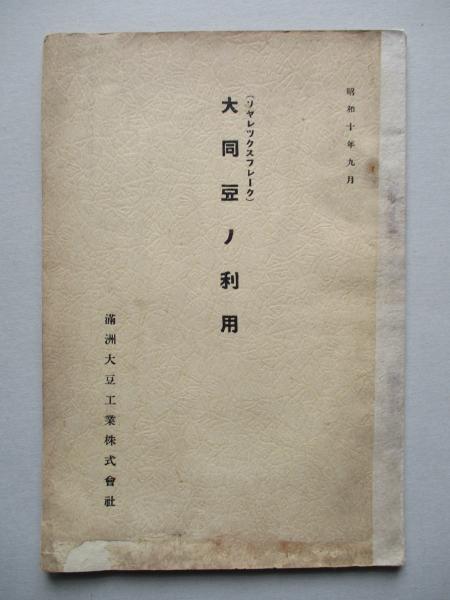 昭和十年九月
(ソヤレツクスフレーク)
大同豆ノ利用
滿洲大豆工業株式會社